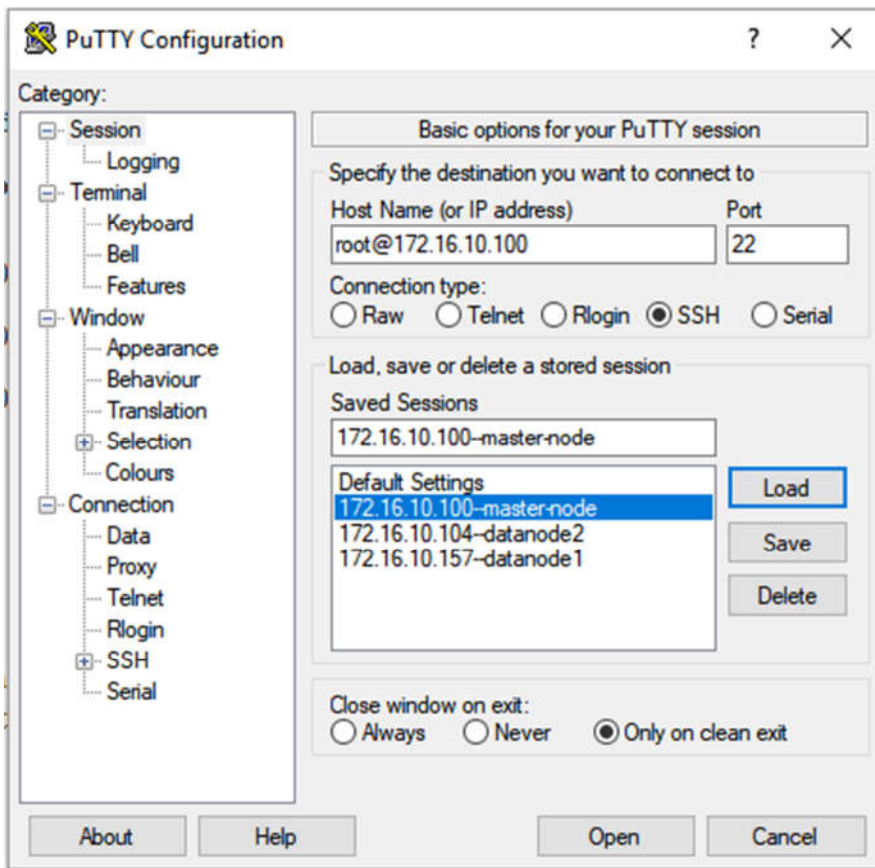 PuTTY Configuration
?
Category:
Session
Logging
Terminal
Keyboard
Bell
Features
Window
Appearance
Behaviour
Translation
Selection
Colours
Connection
Data
Proxy
Telnet
Rlogin
SSH
Serial
Basic options for your PuTTY session
Specify the destination you want to connect to
Host Name (or IP address) Port
root@172.16.10.100 22
Connection type:
Raw Telnet Rlogin SSH Serial
Load, save or delete a stored session
Saved Sessions
172.16.10.100--master-node
Default Settings
172.16.10.100--master-node
172.16.10.104--datanode2
172.16.10.157--datanode1
Load
Save
Delete
Close window on exit:
Always Never Only on clean exit
About Help Open Cancel